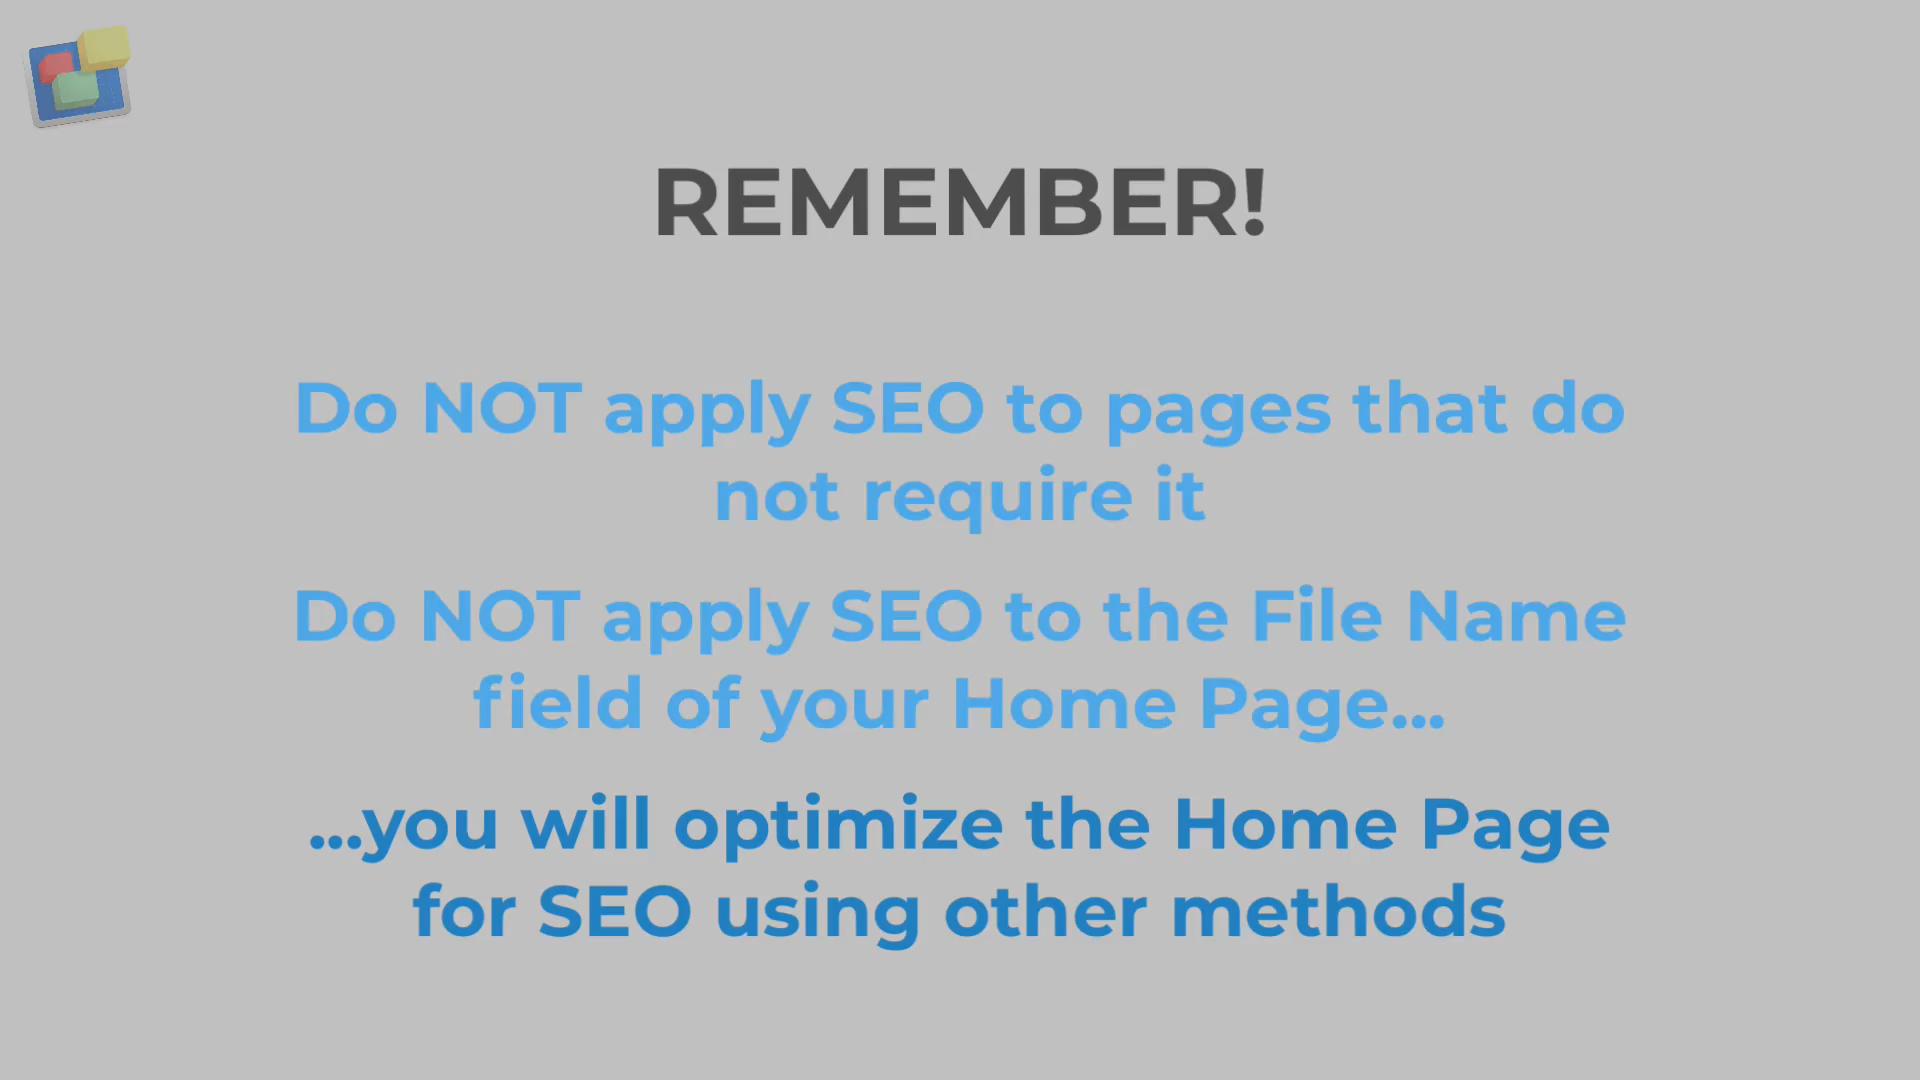 REMEMBER!
Do NOT apply SEO to pages that do
not require it
Do NOT apply SEO to the File Name
field of your Home Page...
...you will optimize the Home Page
for SEO using other methods